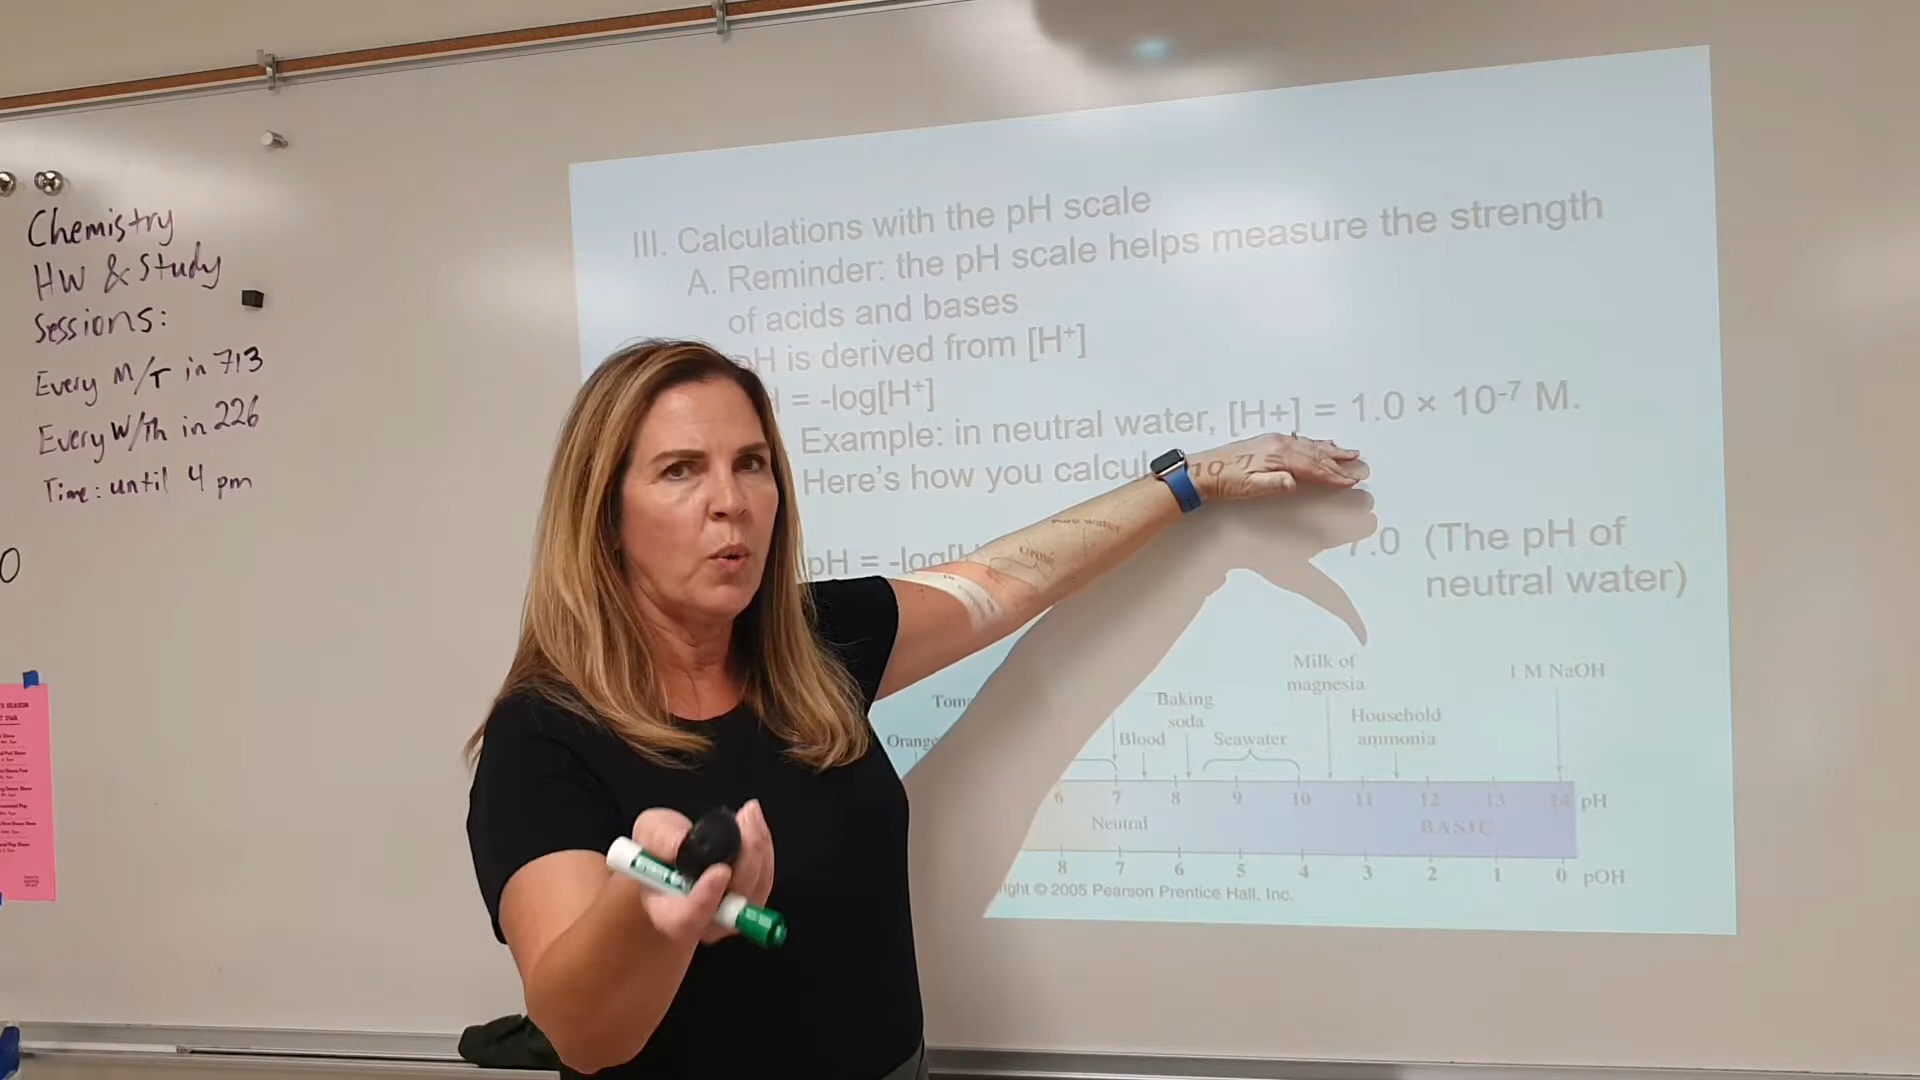 Chemistry
HW & Study
Sessions:
Every M/T in 713
Every W/Th in 226
Time: until 4 pm
III. Calculations with the pH scale
A. Reminder: the pH scale helps measure the strength
of acids and bases
pH is derived from [H+]
= -log[H+]
Example: in neutral water, [H+] = 1.0 × 10-7 M.
Here's how you
pH = -log[H
7.0 (The pH of
neutral water)
Milk of
magnesia
1 M NaOH
Baking
soda
Household
ammonia
Blood
Seawater
6 7 8 9 10 11 12 13 14 pH
Neutral
BASIC
8 7 6 5 4 3 2 1 0 pOH
© 2005 Pearson Prentice Hall, Inc.